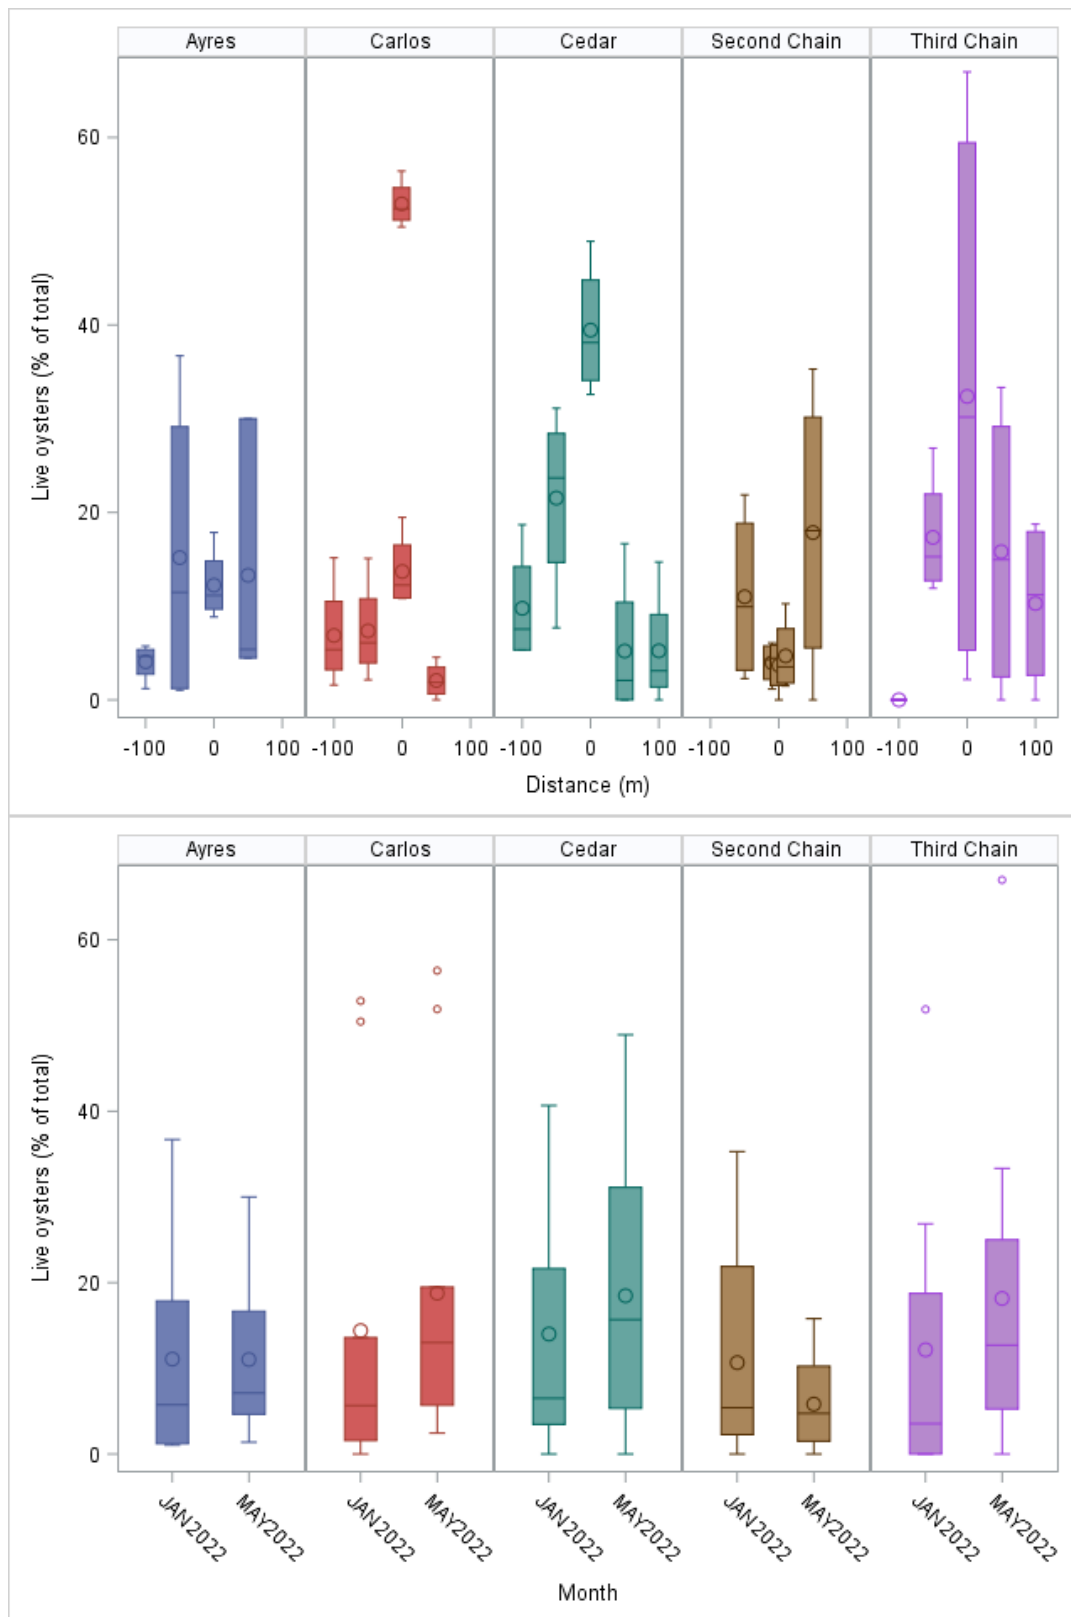 Ayres Carlos Cedar Second Chain Third Chain
60
40
20
0
Live oysters (% of total)
-100 0 100 -100 0 100 -100 0 100 -100 0 100 -100 0 100
Distance (m)
Ayres Carlos Cedar Second Chain Third Chain
60
40
20
0
Live oysters (% of total)
JAN2022 MAY2022 JAN2022 MAY2022 JAN2022 MAY2022 JAN2022 MAY2022 JAN2022 MAY2022
Month